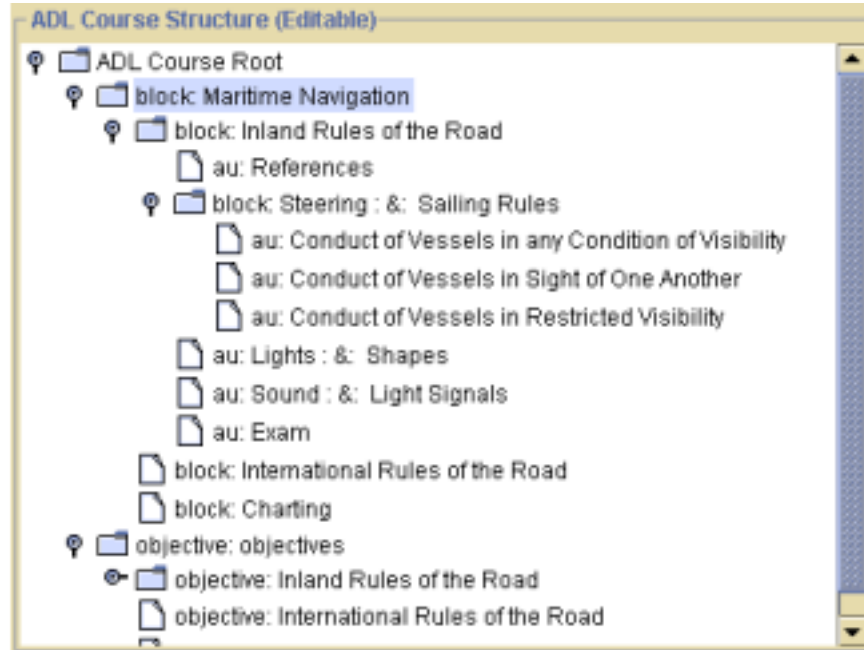 ADL Course Structure (Editable)
ADL Course Root
block: Maritime Navigation
block: Inland Rules of the Road
au: References
block: Steering : &: Sailing Rules
au: Conduct of Vessels in any Condition of Visibility
au: Conduct of Vessels in Sight of One Another
au: Conduct of Vessels in Restricted Visibility
au: Lights : &: Shapes
au: Sound : &: Light Signals
au: Exam
block: International Rules of the Road
block: Charting
objective: objectives
objective: Inland Rules of the Road
objective: International Rules of the Road